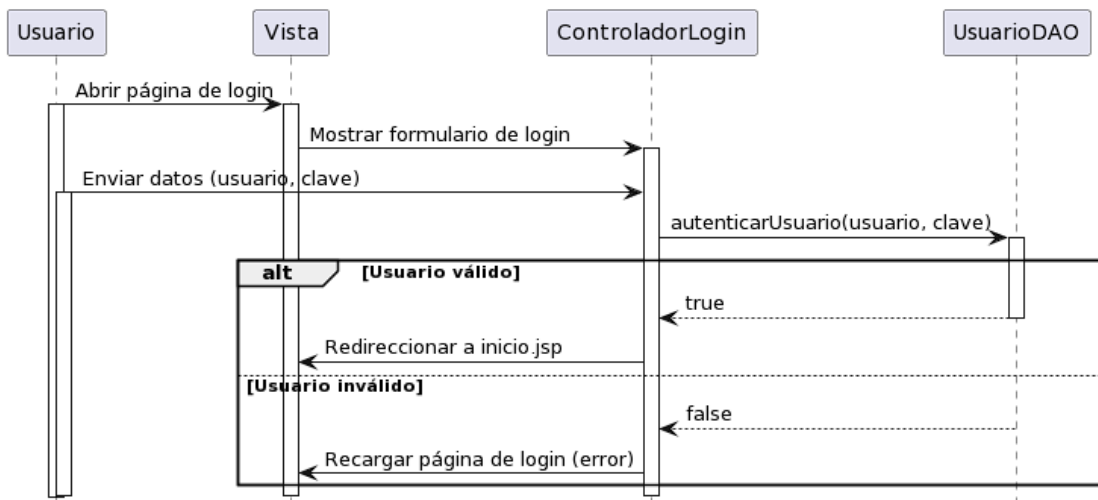 Usuario
Vista
ControladorLogin
UsuarioDAO
Abrir página de login
Mostrar formulario de login
Enviar datos (usuario, clave)
autenticarUsuario(usuario, clave)
alt
[Usuario válido]
true
Redireccionar a inicio.jsp
[Usuario inválido]
false
Recargar página de login (error)